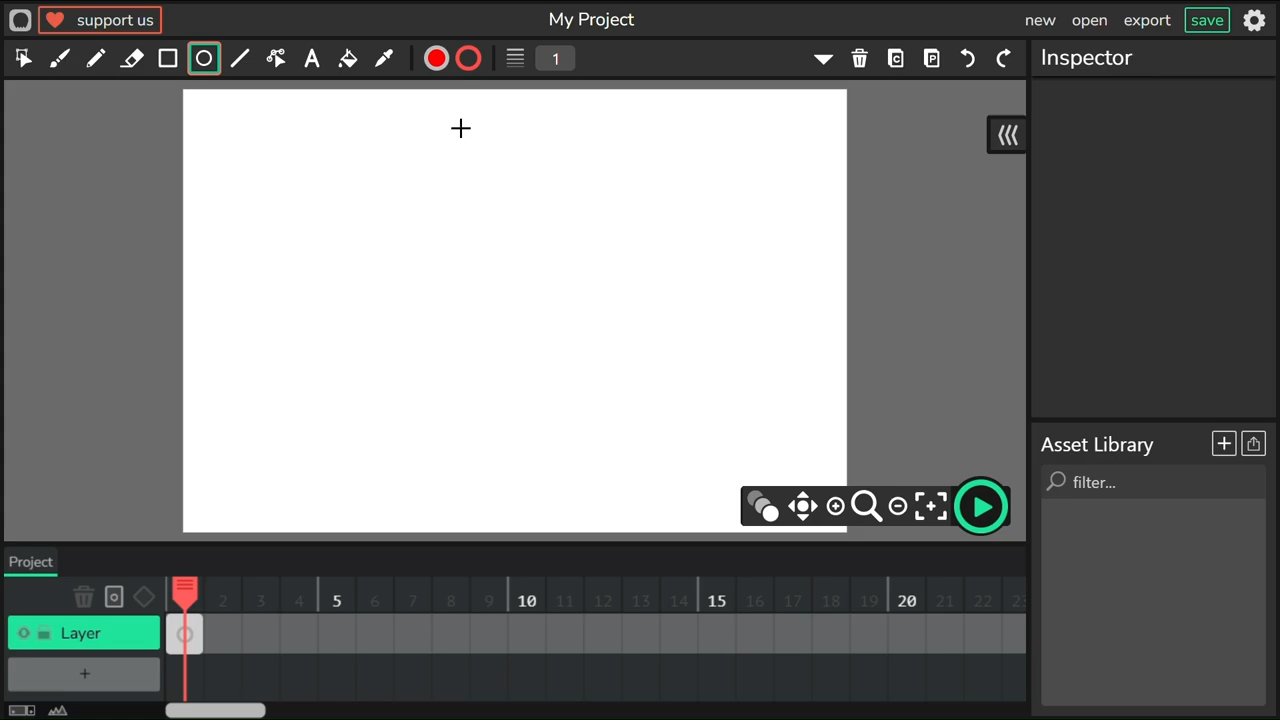 support us
My Project
new open export save
1
Inspector
Asset Library
filter...
Project
2 3 4 5 6 7 8 9 10 11 12 13 14 15 16 17 18 19 20 21 22 23
Layer